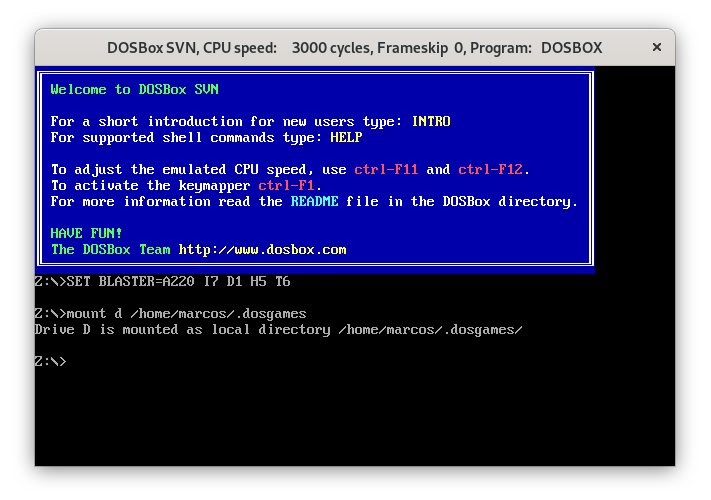 DOSBox SVN, CPU speed: 3000 cycles, Frameskip 0, Program: DOSBOX
Welcome to DOSBox SVN
For a short introduction for new users type: INTRO
For supported shell commands type: HELP
To adjust the emulated CPU speed, use ctrl-F11 and ctrl-F12.
To activate the keymapper ctrl-F1.
For more information read the README file in the DOSBox directory.
HAVE FUN!
The DOSBox Team http://www.dosbox.com
Z:\>SET BLASTER=A220 I7 D1 H5 T6
Z:\>mount d /home/marcos/.dosgames
Drive D is mounted as local directory /home/marcos/.dosgames/
Z:\>